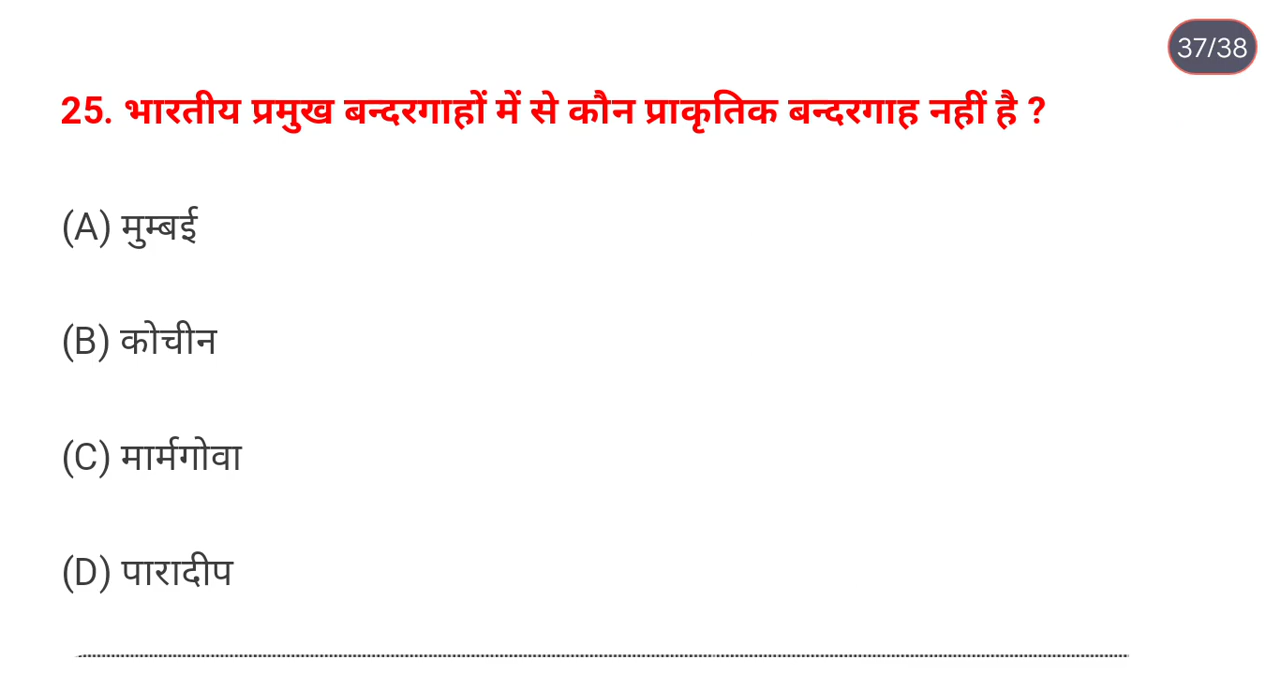 37/38
25. भारतीय प्रमुख बन्दरगाहों में से कौन प्राकृतिक बन्दरगाह नहीं है ?
(A) मुम्बई
(B) कोचीन
(C) मार्मगोवा
(D) पारादीप